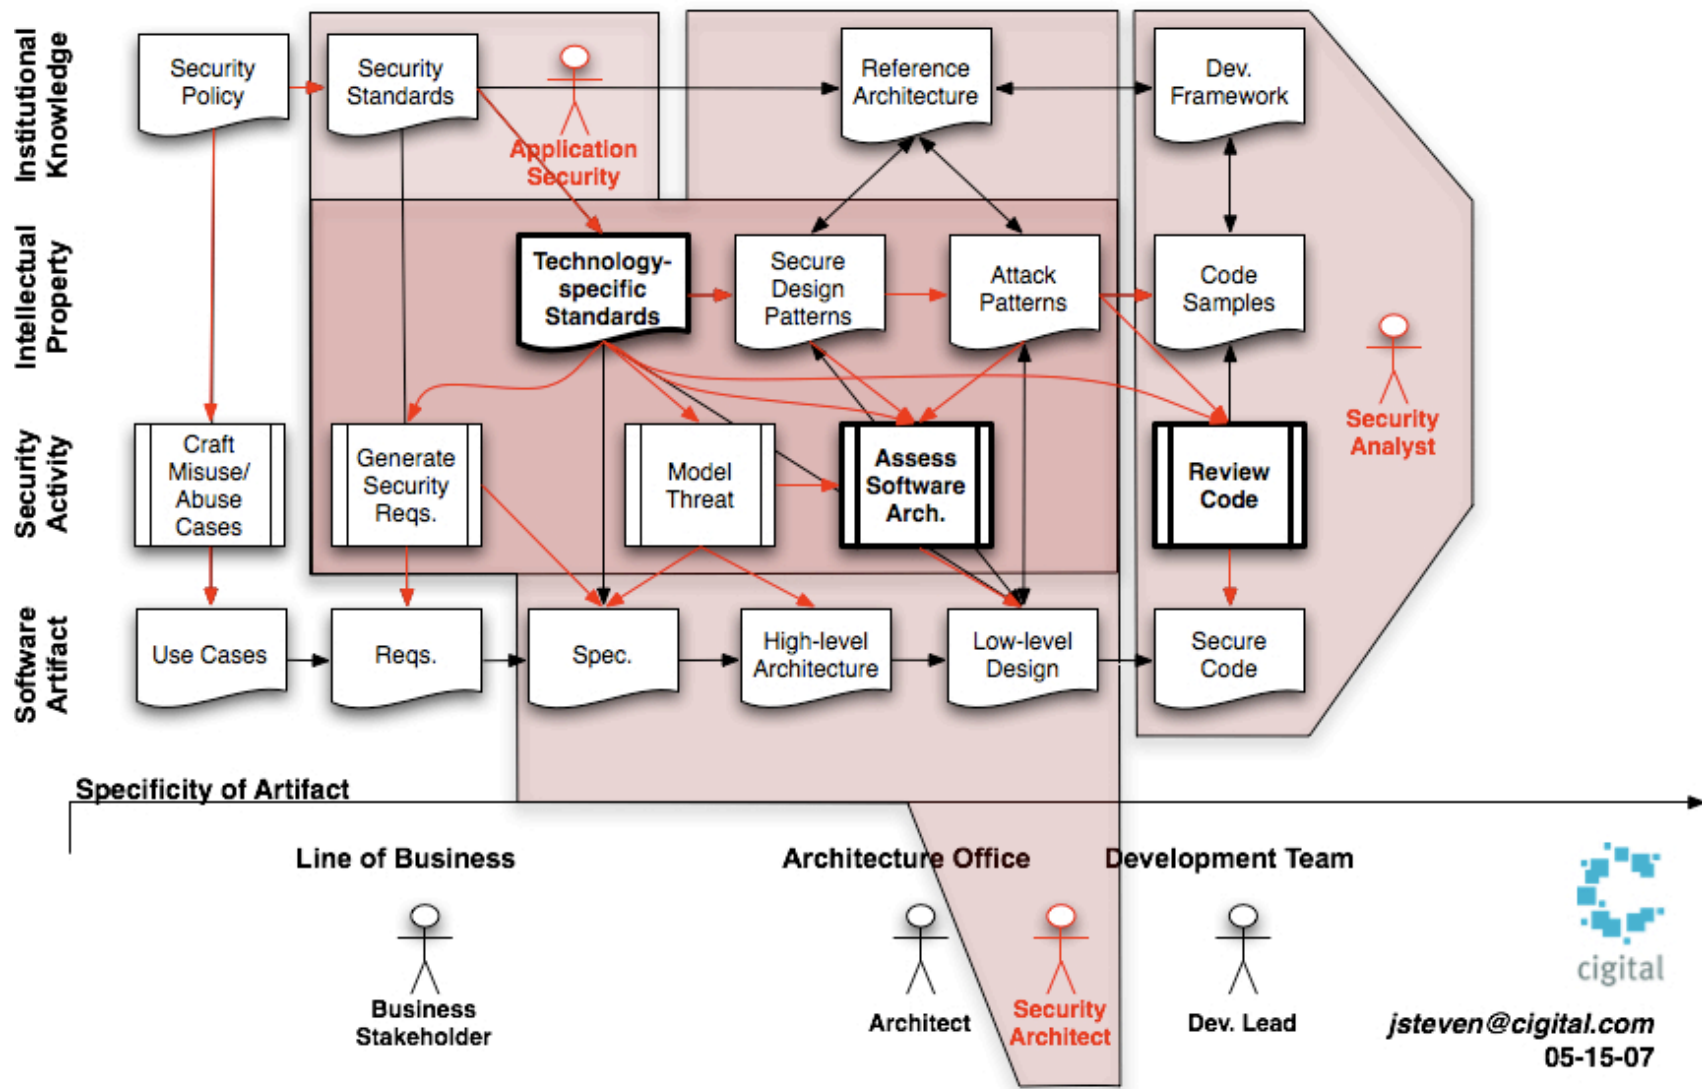 Institutional
Knowledge
Security
Policy
Security
Standards
Application
Security
Reference
Architecture
Dev.
Framework
Intellectual
Property
Technology-
specific
Standards
Secure
Design
Patterns
Attack
Patterns
Code
Samples
Security
Analyst
Security
Activity
Craft
Misuse/
Abuse
Cases
Generate
Security
Reqs.
Model
Threat
Assess
Software
Arch.
Review
Code
Software
Artifact
Use Cases
Reqs.
Spec.
High-level
Architecture
Low-level
Design
Secure
Code
Specificity of Artifact
Line of Business
Architecture Office
Development Team
Business
Stakeholder
Architect
Security
Architect
Dev. Lead
cigital
jsteven@cigital.com
05-15-07